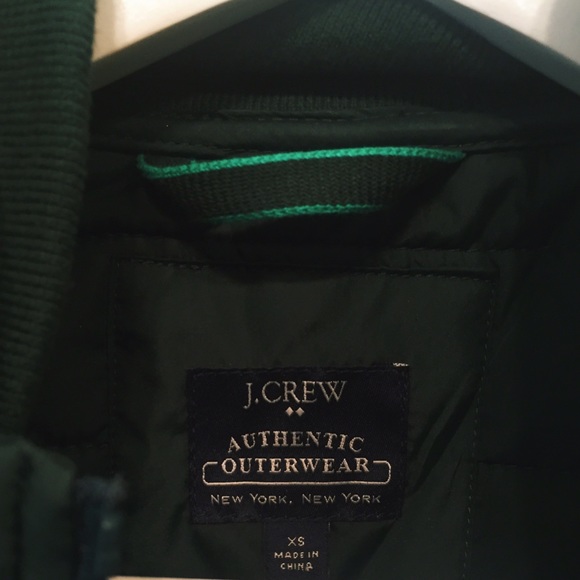 J.CREW
AUTHENTIC
OUTERWEAR
NEW YORK, NEW YORK
XS
MADE IN
CHINA